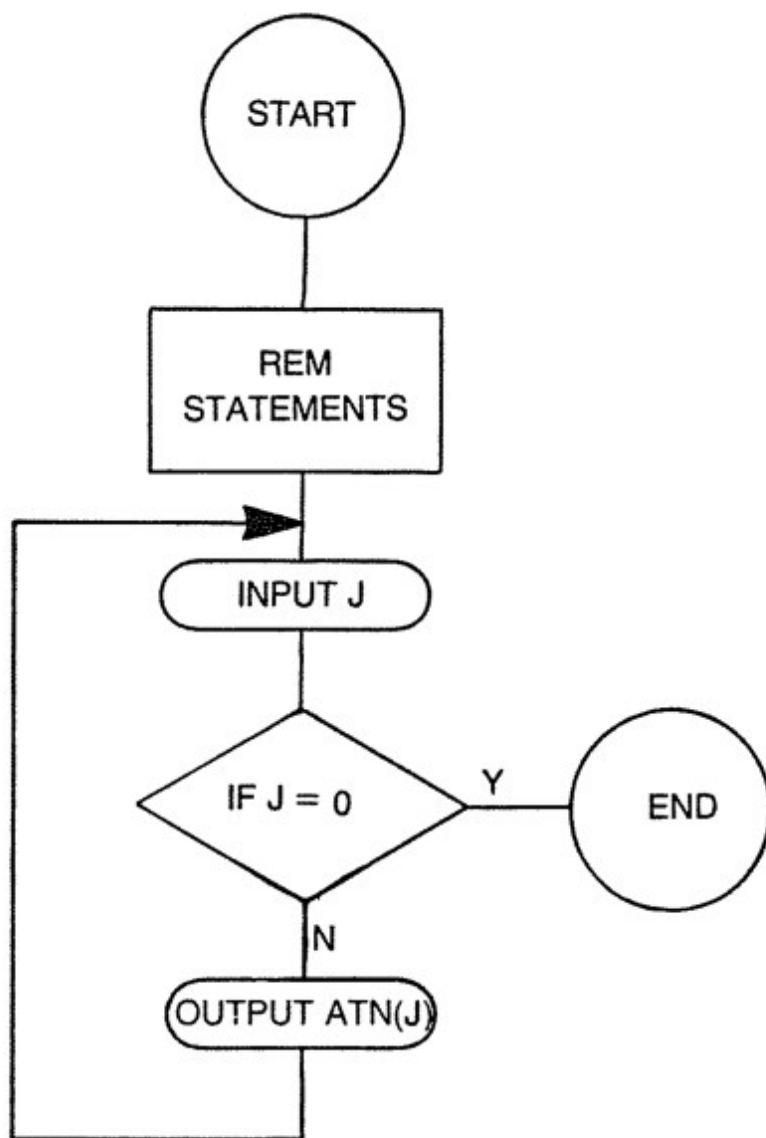 START
REM
STATEMENTS
INPUT J
IF J = 0
Y
END
N
OUTPUT ATN(J)